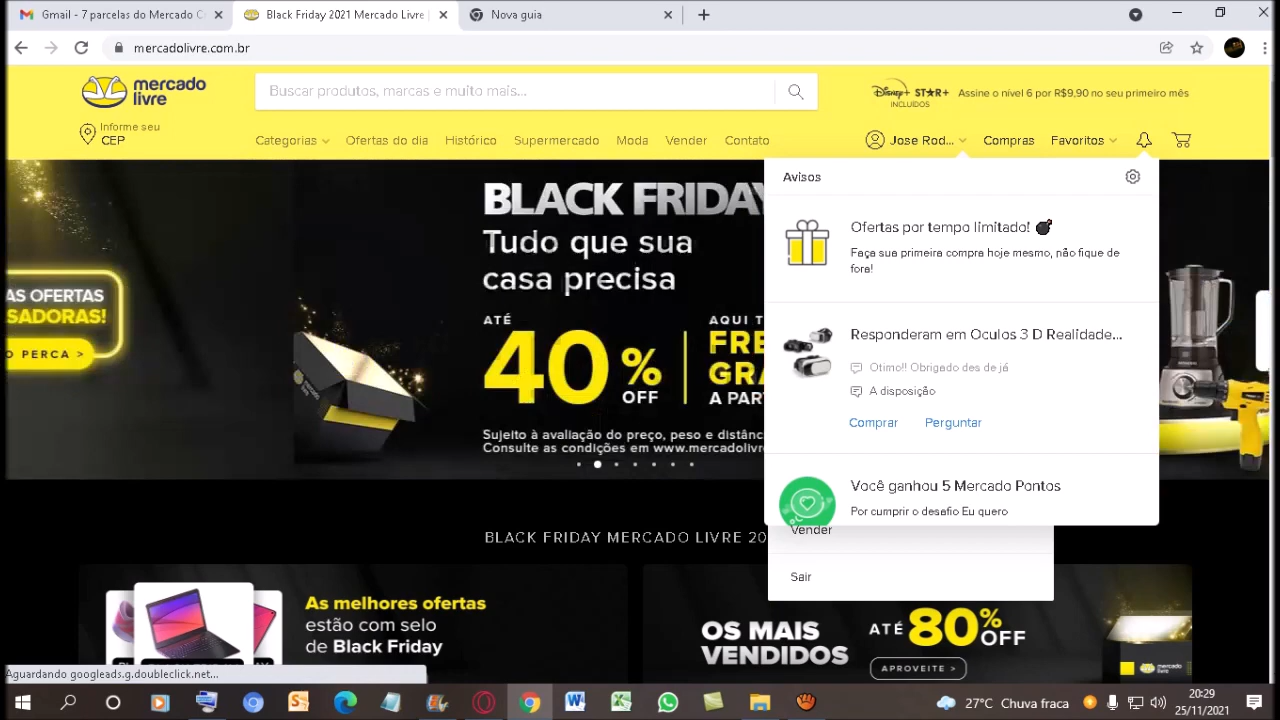 Gmail - 7 parcelas do Mercado C
Black Friday 2021 Mercado Livre
Nova guia
mercadolivre.com.br
mercado
livre
Buscar produtos, marcas e muito mais...
DISNEY+ STAR+
INCLUÍDOS
Assine o nível 6 por R$9,90 no seu primeiro mês
Informe seu
CEP
Categorias
Ofertas do dia
Histórico
Supermercado
Moda
Vender
Contato
Jose Rod...
Compras
Favoritos
AS OFERTAS
SADORAS!
O PERCA >
BLACK FRIDAY
Tudo que sua
casa precisa
ATÉ
40% OFF
AQUI T
FRE
GRA
A PART
Sujeito à avaliação do preço, peso e distânc
Consulte as condições em www.mercadolivre
Avisos
Ofertas por tempo limitado!
Faça sua primeira compra hoje mesmo, não fique de
fora!
Responderam em Oculos 3 D Realidade...
Otimo!! Obrigado des de já
A disposição
Comprar
Perguntar
Você ganhou 5 Mercado Pontos
Por cumprir o desafio Eu quero
Vender
Sair
BLACK FRIDAY MERCADO LIVRE 20
As melhores ofertas
estão com selo
de Black Friday
OS MAIS
VENDIDOS
ATÉ 80% OFF
APROVEITE >
mercado
livre
Aguardando googleads.g.doubleclick.net...
27°C Chuva fraca
20:29
25/11/2021